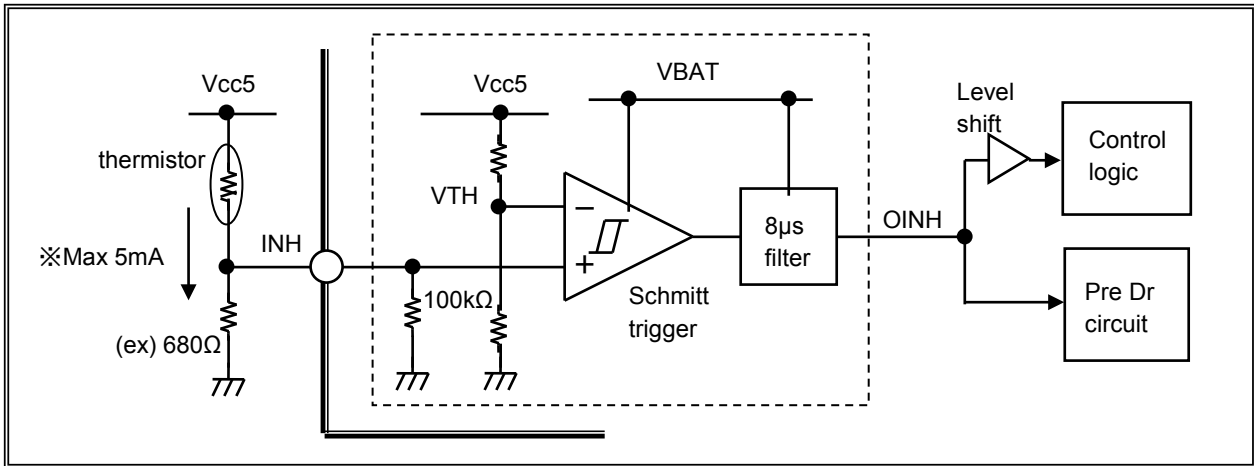 Vcc5
thermistor
※Max 5mA
(ex) 680Ω
INH
Vcc5
VTH
100kΩ
−
+
Schmitt
trigger
VBAT
8µs
filter
OINH
Level
shift
Control
logic
Pre Dr
circuit